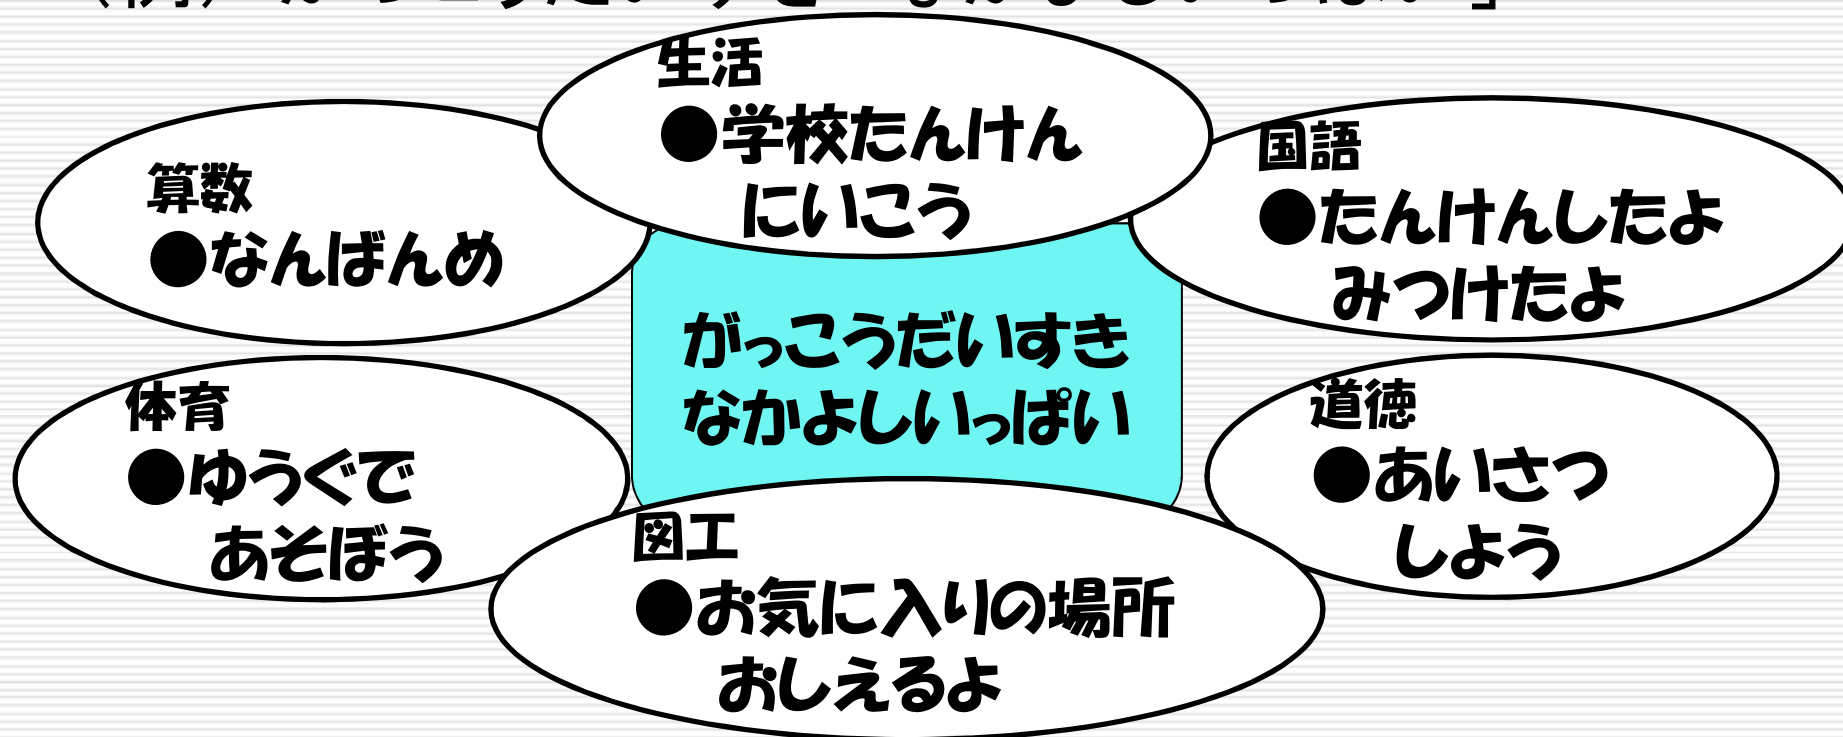 生活
●学校たんけん
にいこう
算数
●なんばんめ
国語
●たんけんしたよ
みつけたよ
がっこうだいすき
なかよしいっぱい
体育
●ゆうぐで
あそぼう
道徳
●あいさつ
しよう
図工
●お気に入りの場所
おしえるよ